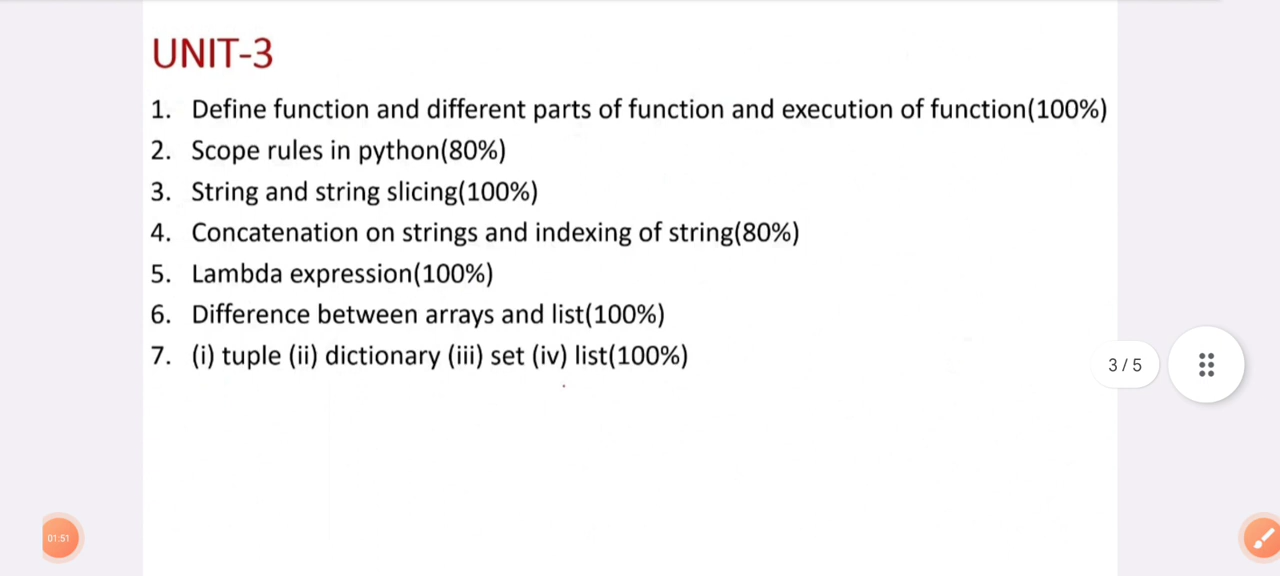 UNIT-3
1. Define function and different parts of function and execution of function(100%)
2. Scope rules in python(80%)
3. String and string slicing(100%)
4. Concatenation on strings and indexing of string(80%)
5. Lambda expression(100%)
6. Difference between arrays and list(100%)
7. (i) tuple (ii) dictionary (iii) set (iv) list(100%)
3 / 5
01:51